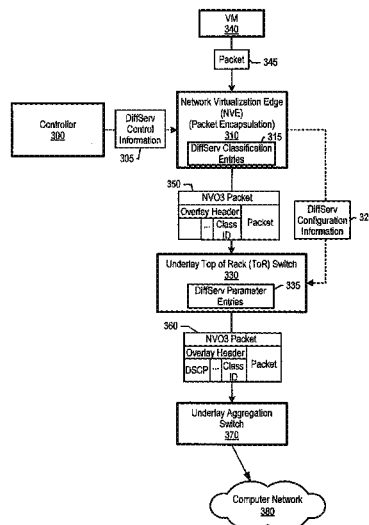 VM
340
Packet
345
Network Virtualization Edge
(NVE)
(Packet Encapsulation)
310
315
DiffServ Classification
Entries
Controller
300
DiffServ
Control
Information
305
350
NVO3 Packet
Overlay Header
...
Class
ID
Packet
DiffServ
Configuration
Information
32
Underlay Top of Rack (ToR) Switch
330
335
DiffServ Parameter
Entries
360
NVO3 Packet
Overlay Header
DSCP
...
Class
ID
Packet
Underlay Aggregation
Switch
370
Computer Network
380